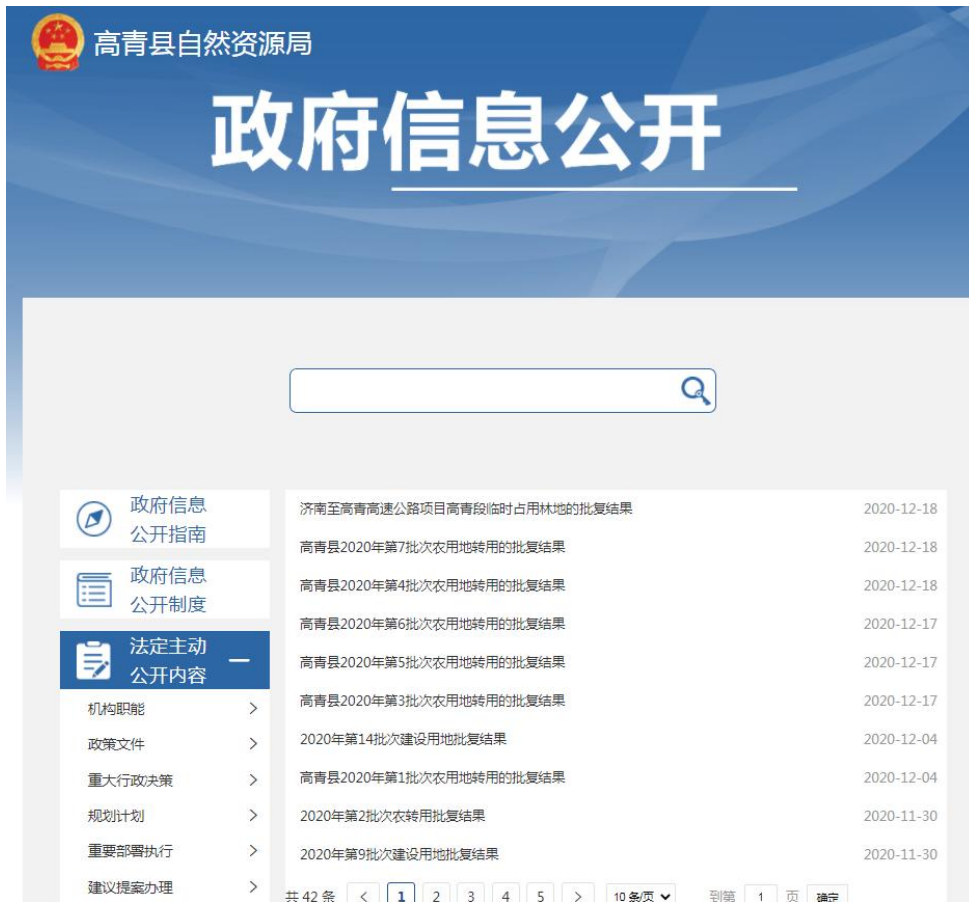 高青县自然资源局
政府信息公开
政府信息
公开指南
政府信息
公开制度
法定主动
公开内容
机构职能
政策文件
重大行政决策
规划计划
重要部署执行
建议提案办理
济南至高青高速公路项目高青段临时占用林地的批复结果 2020-12-18
高青县2020年第7批次农用地转用的批复结果 2020-12-18
高青县2020年第4批次农用地转用的批复结果 2020-12-18
高青县2020年第6批次农用地转用的批复结果 2020-12-17
高青县2020年第5批次农用地转用的批复结果 2020-12-17
高青县2020年第3批次农用地转用的批复结果 2020-12-17
2020年第14批次建设用地批复结果 2020-12-04
高青县2020年第1批次农用地转用的批复结果 2020-12-04
2020年第2批次农转用批复结果 2020-11-30
2020年第9批次建设用地批复结果 2020-11-30
共 42 条 < 1 2 3 4 5 > 10 条/页 到第 1 页 确定